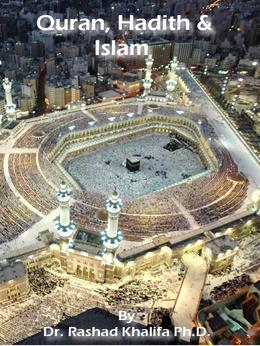 Quran, Hadith &
Islam
By
Dr. Rashad Khalifa Ph.D.